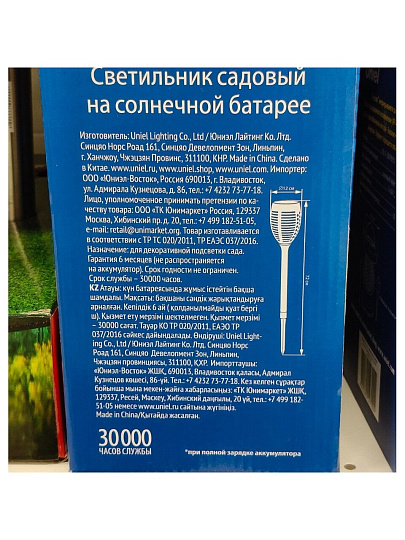 Светильник садовый
на солнечной батарее
Изготовитель: Uniel Lighting Co., Ltd / Юниэл Лайтинг Ко. Лтд.
Синцяо Норс Роад 161, Синцяо Девелопмент Зон, Линьпин,
г. Ханчжоу, Чжэцзян Провинс, 311100, КНР. Made in China. Сделано
в Китае. www.uniel.ru, www.uniel.shop, www.uniel.com. Импортер:
ООО «Юниэл-Восток», Россия 690013, г. Владивосток,
ул. Адмирала Кузнецова, д. 86, тел.:+7 4232 73-77-18.
Лицо, уполномоченное принимать претензии по ка-
честву товара: ООО «ТК Юнимаркет», Россия, 129337
Москва, Хибинский пр. д. 20, тел.: +7 499 182-51-05,
e-mail: retail@unimarket.org. Товар изготавливается
в соответствии с ТР ТС 020/2011, ТР ЕАЭС 037/2016.
Назначение: для декоративной подсветки сада.
Гарантия 6 месяцев (не распространяется
на аккумулятор). Срок годности не ограничен.
Срок службы – 30000 часов.
KZ Атауы: күн батареясында жұмыс істейтін бақша
шамдалы. Мақсаты: бақшаны сәндік жарықтандыруға
арналған. Кепілдік 6 ай ( қолданылмайды қуат бері-
ш). Қызмет ету мерзімі шектелмеген. Қызмет мерзімі
– 30000 сағат. Тауар КО ТР 020/2011, ЕАЭО ТР
037/2016 сәйкес дайындалады. Өндіруші: Uniel Light-
ing Co., Ltd / Юниэл Лайтинг Ко. Лтд. Синцяо Норс
Роад 161, Синцяо Девелопмент Зон, Линьпин,
Чжэцзян провинциясы, 311100, ҚХР. Импорттаушы:
«Юниэл-Восток» ЖШҚ, 690013, Владивосток қаласы, Адмирал
Кузнецов көшесі, 86-үй. Тел.: +7 4232 73-77-18. Кез келген сұрақтар
бойынша мына мекен-жайға хабарласыңыз: «ТК Юнимаркет» ЖШҚ,
129337, Ресей, Мәскеу, Хибинский даңғылы, 20 үй, тел.: +7 499 182-
51-05 немесе www.uniel.ru сайтына жүгініңіз.
Made in China/Қытайда жасалған.
30 000
ЧАСОВ СЛУЖБЫ
*при полной зарядке аккумулятора